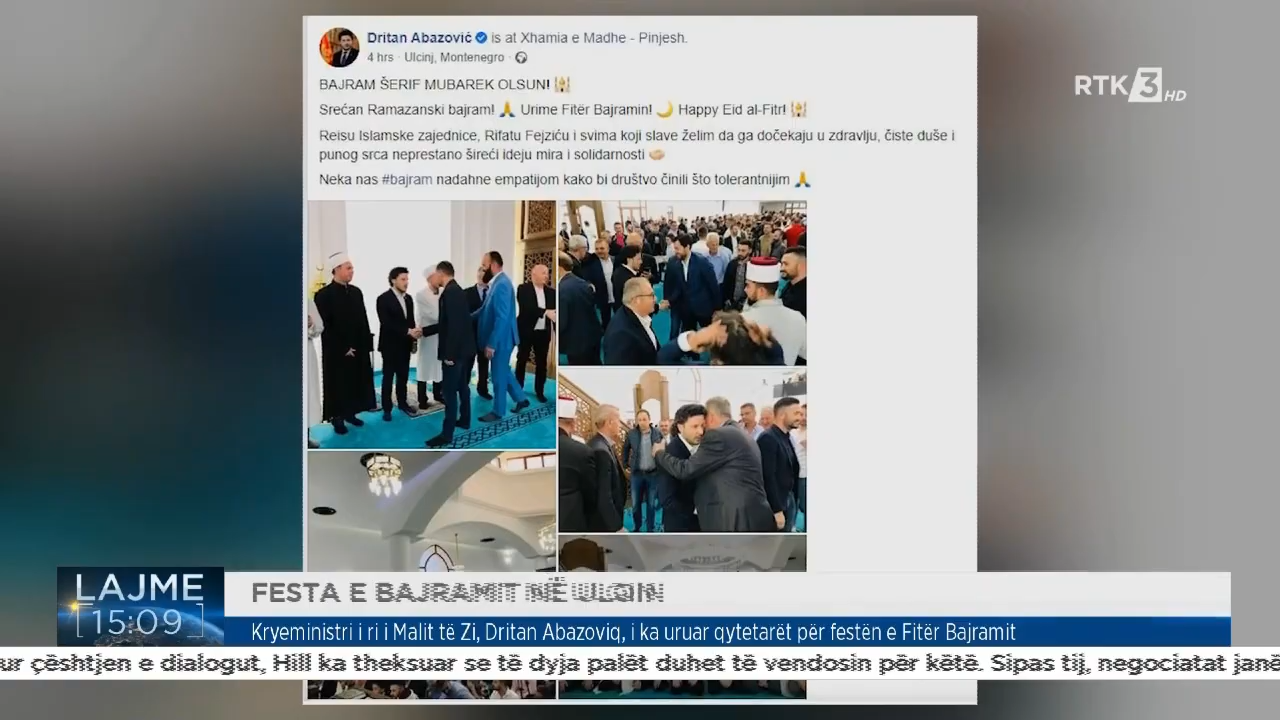 Dritan Abazović is at Xhamia e Madhe - Pinjesh.
4 hrs · Ulcinj, Montenegro ·
BAJRAM ŠERIF MUBAREK OLSUN! 🕌
Srećan Ramazanski bajram! 🙏 Urime Fitër Bajramin! 🌙 Happy Eid al-Fitr! 🕌
Reisu Islamske zajednice, Rifatu Fejziću i svima koji slave želim da ga dočekaju u zdravlju, čiste duše i
punog srca neprestano šireći ideju mira i solidarnosti 🤝
Neka nas #bajram nadahne empatijom kako bi društvo činili što tolerantnijim 🙏
RTK 3 HD
LAJME
15:09
FESTA E BAJRAMIT NË ULQIN
Kryeministri i ri i Malit të Zi, Dritan Abazoviq, i ka uruar qytetarët për festën e Fitër Bajramit
ur çështjen e dialogut, Hill ka theksuar se të dyja palët duhet të vendosin për këtë. Sipas tij, negociatat janë